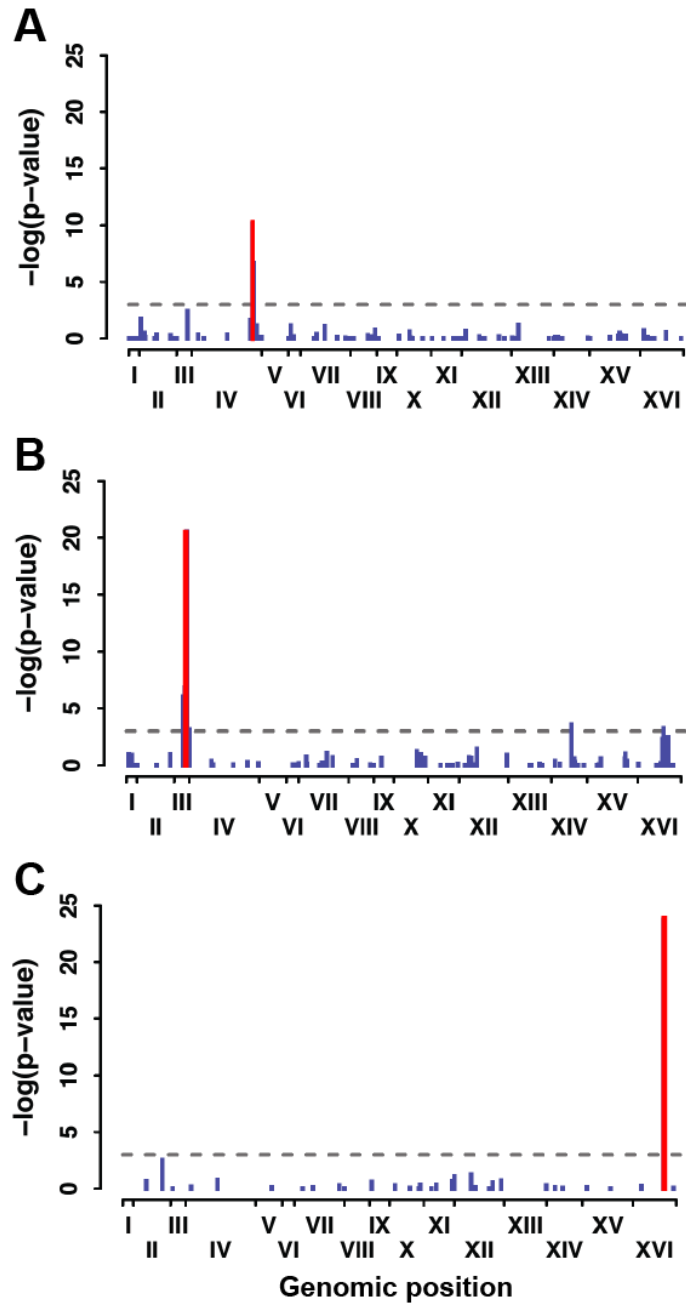 A
−log(p−value)
25
20
15
10
5
0
I III V VII IX XI XIII XV
II IV VI VIII X XII XIV XVI
B
−log(p−value)
25
20
15
10
5
0
I III V VII IX XI XIII XV
II IV VI VIII X XII XIV XVI
C
−log(p−value)
25
20
15
10
5
0
I III V VII IX XI XIII XV
II IV VI VIII X XII XIV XVI
Genomic position